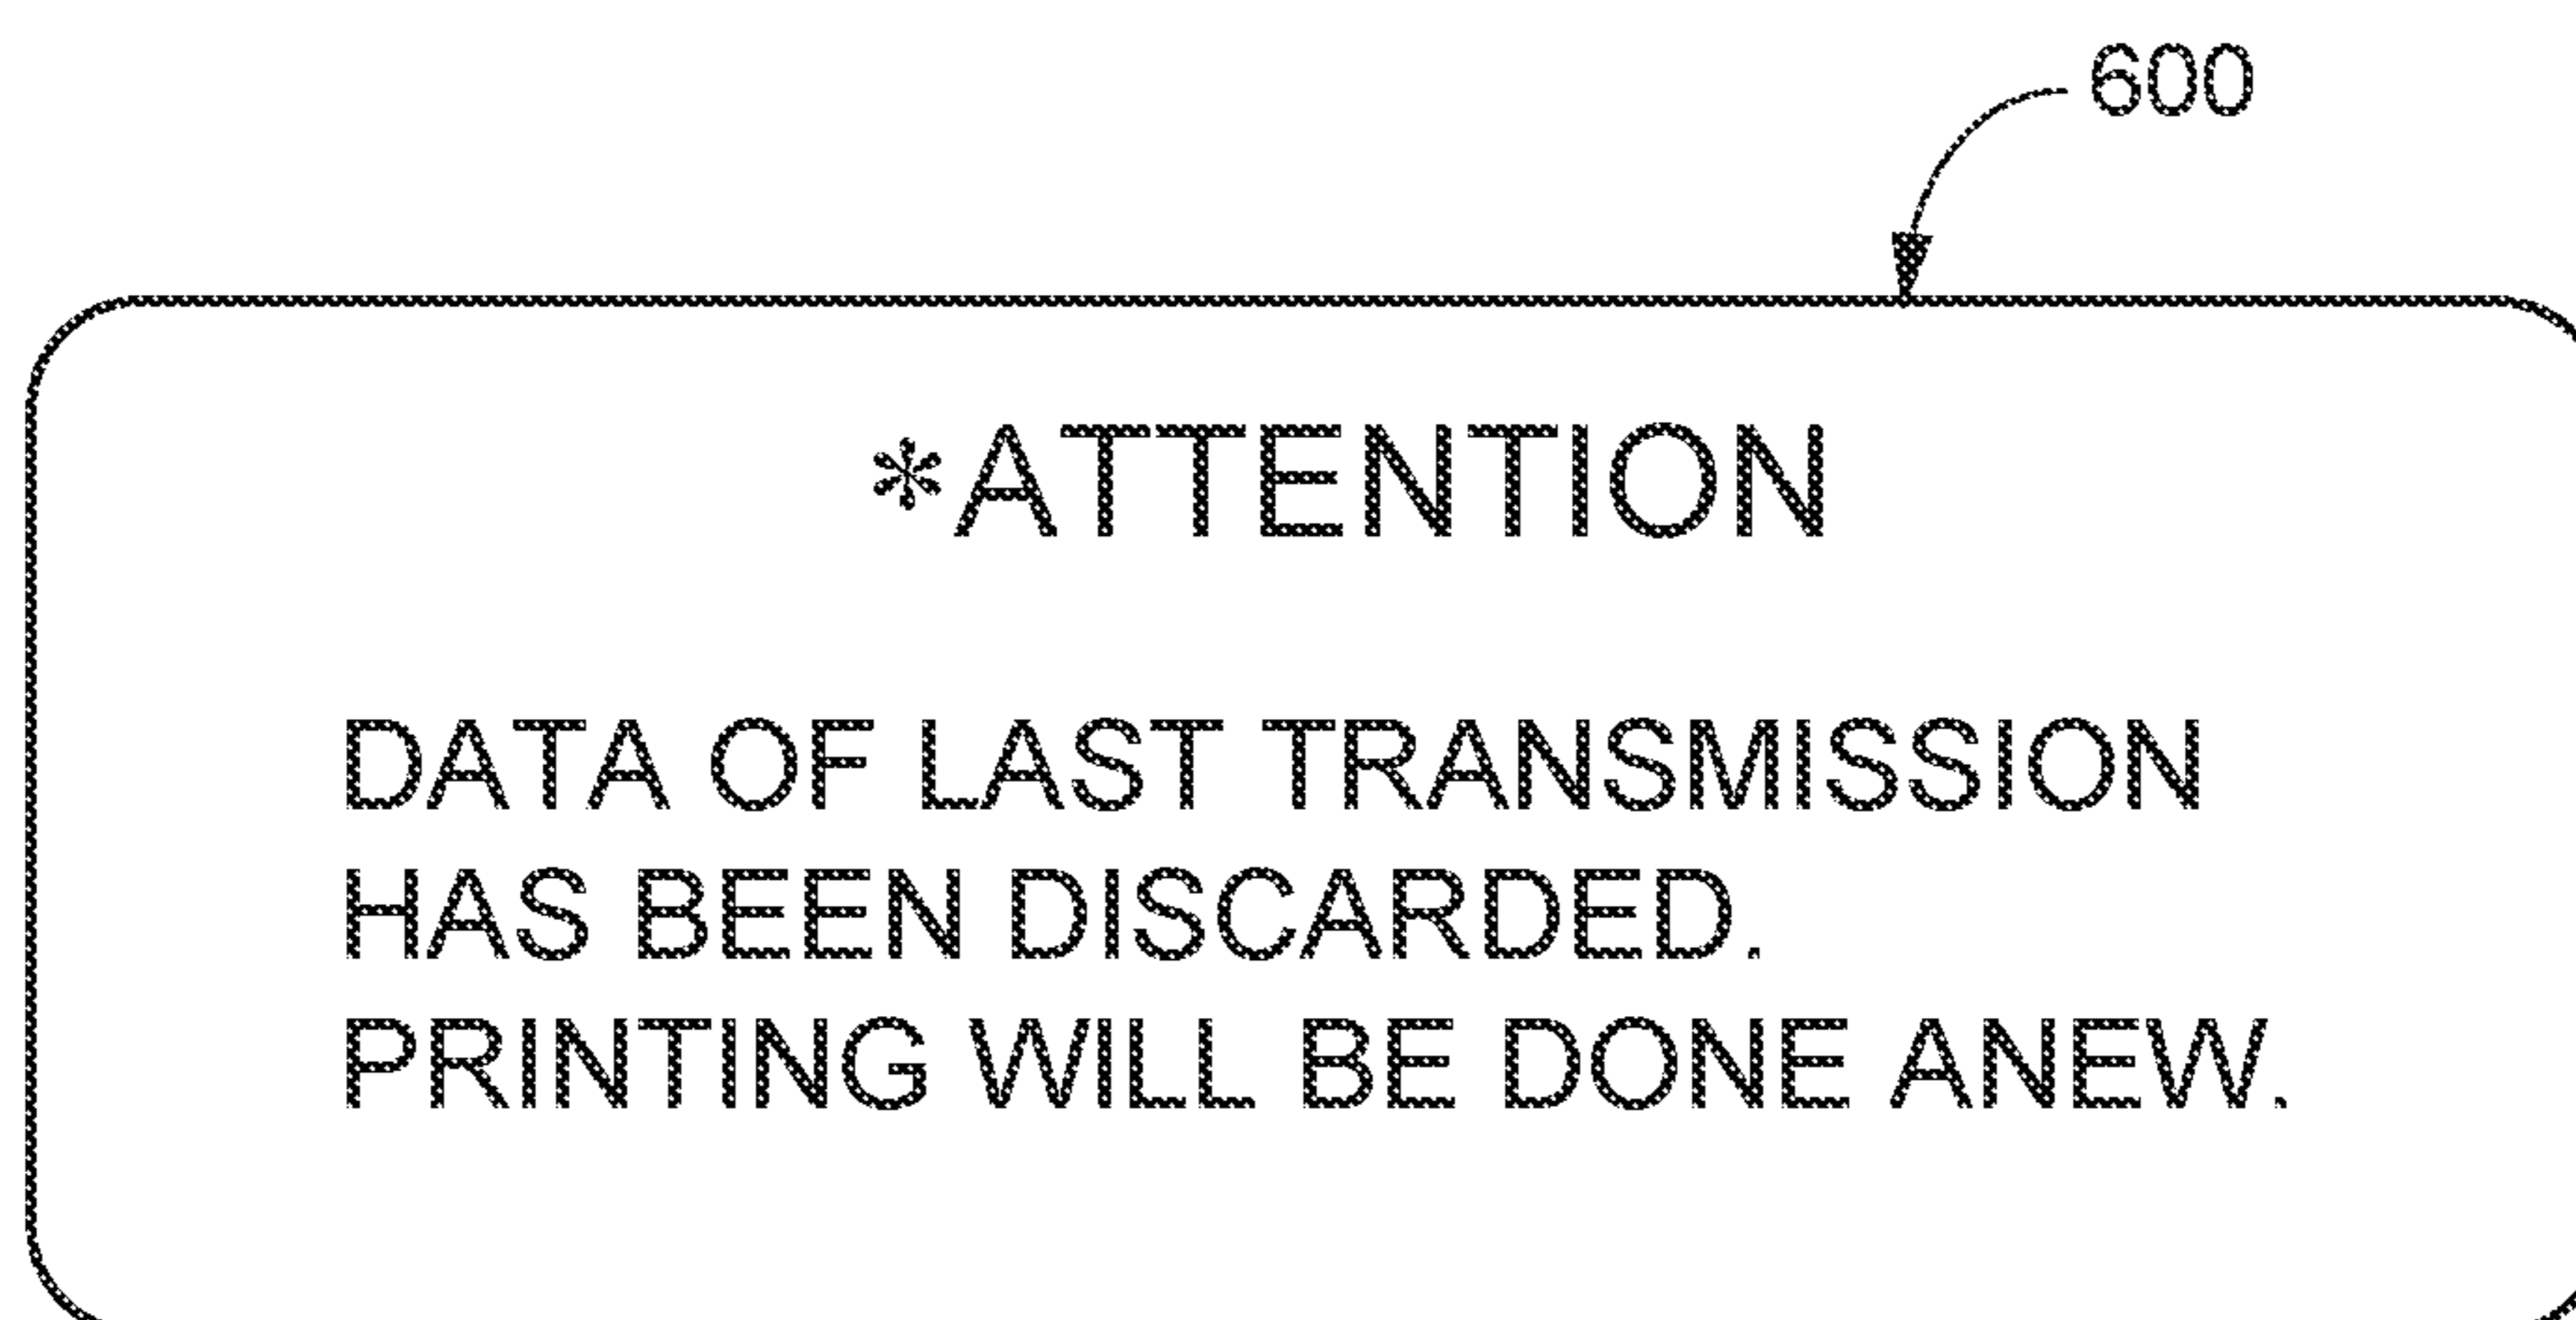 600
*ATTENTION
DATA OF LAST TRANSMISSION
HAS BEEN DISCARDED.
PRINTING WILL BE DONE ANEW.